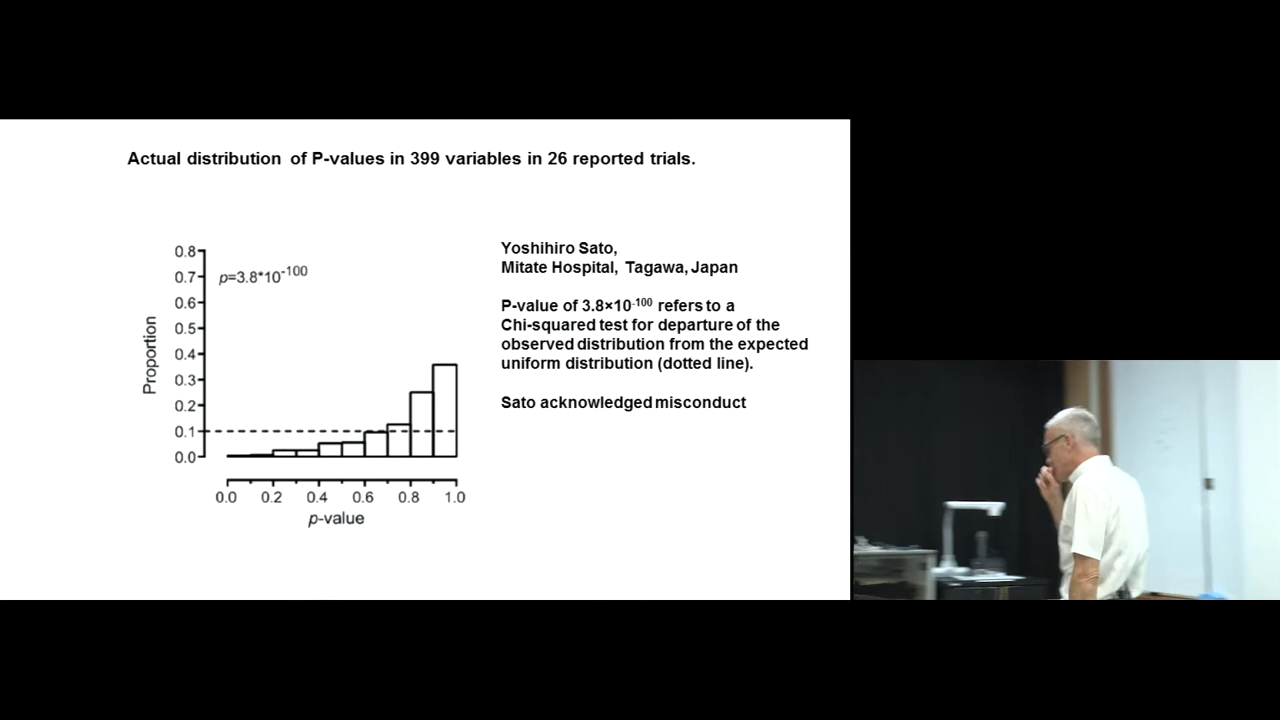 Actual distribution of P-values in 399 variables in 26 reported trials.
Yoshihiro Sato,
Mitate Hospital, Tagawa, Japan
P-value of 3.8×10-100 refers to a
Chi-squared test for departure of the
observed distribution from the expected
uniform distribution (dotted line).
Sato acknowledged misconduct
p=3.8*10-100
Proportion
0.8
0.7
0.6
0.5
0.4
0.3
0.2
0.1
0.0
0.0 0.2 0.4 0.6 0.8 1.0
p-value